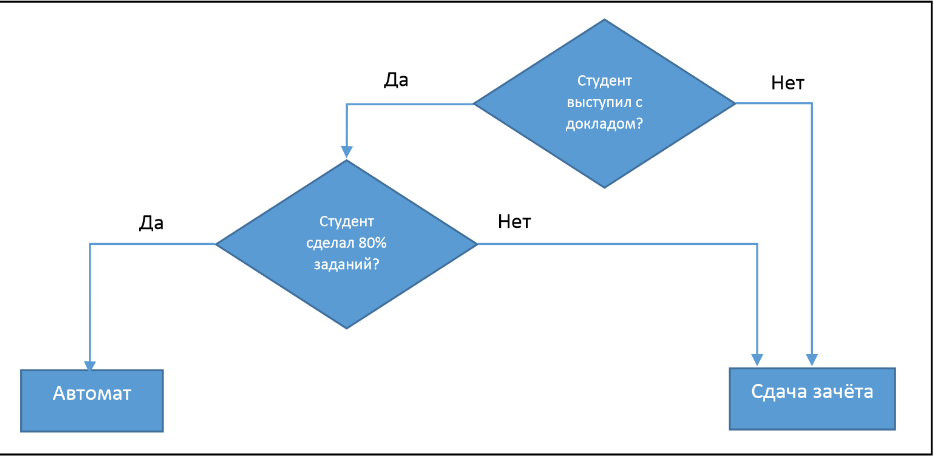 Студент
выступил с
докладом?
Да
Нет
Студент
сделал 80%
заданий?
Да
Нет
Автомат
Сдача зачёта